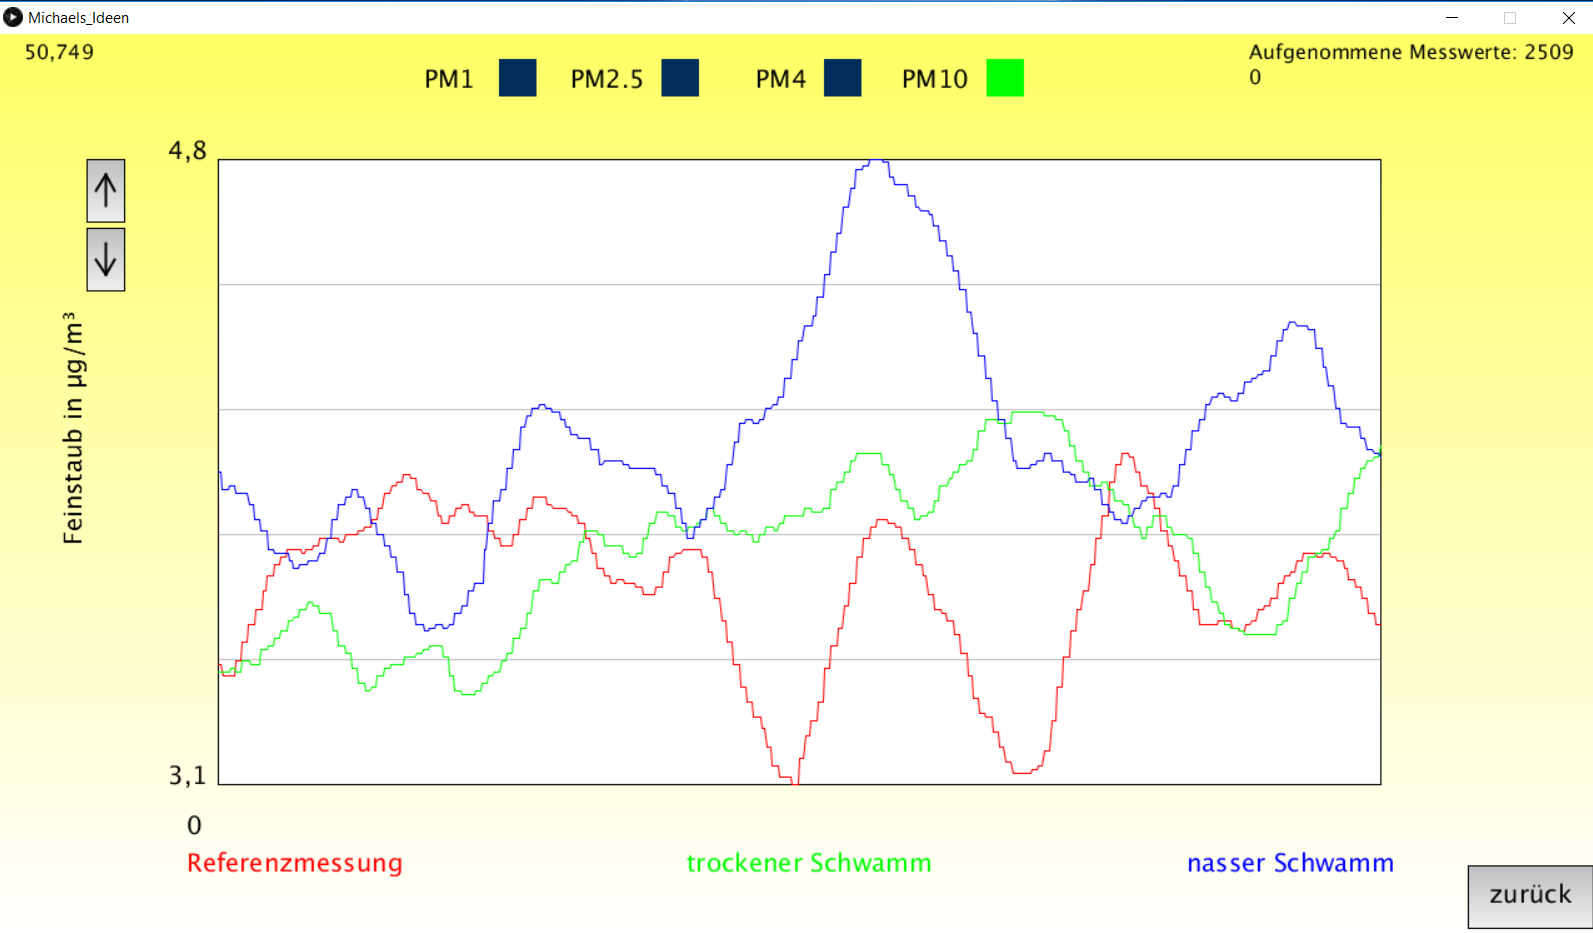 Michaels_Ideen
50,749
PM1 PM2.5 PM4 PM10
Aufgenommene Messwerte: 2509
0
4,8
Feinstaub in µg/m³
3,1
0
Referenzmessung trockener Schwamm nasser Schwamm
zurück